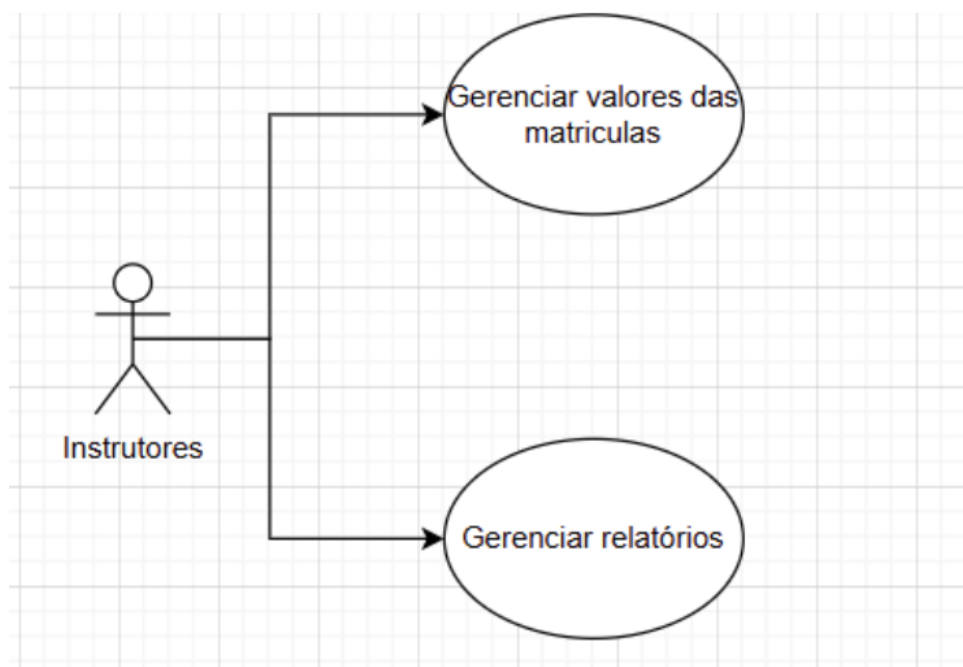 Gerenciar valores das
matriculas
Instrutores
Gerenciar relatórios